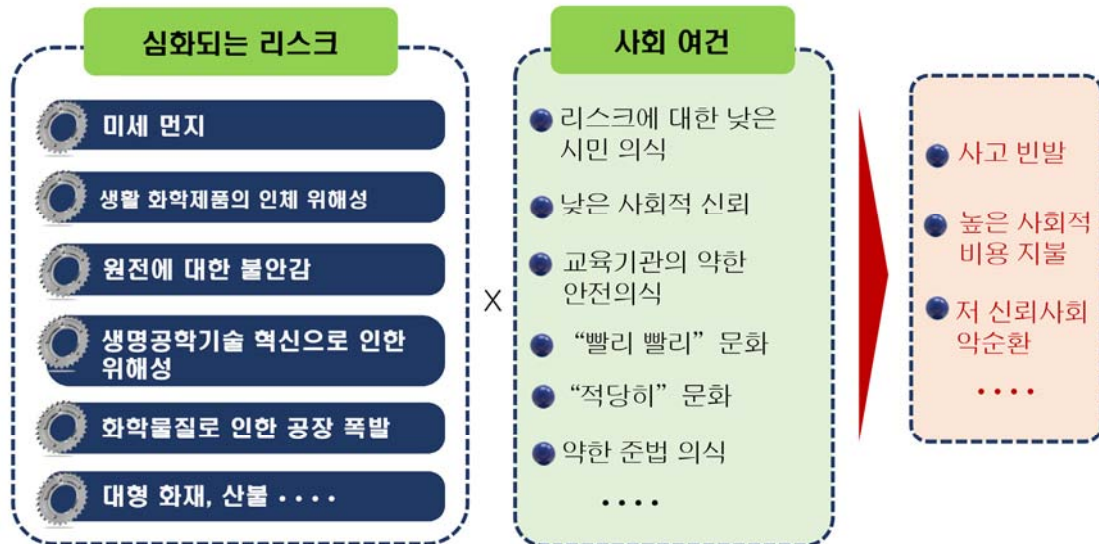 심화되는 리스크
미세 먼지
생활 화학제품의 인체 위해성
원전에 대한 불안감
생명공학기술 혁신으로 인한
위해성
화학물질로 인한 공장 폭발
대형 화재, 산불 ····
X
사회 여건
리스크에 대한 낮은
시민 의식
낮은 사회적 신뢰
교육기관의 약한
안전의식
“빨리 빨리” 문화
“적당히” 문화
약한 준법 의식
····
사고 빈발
높은 사회적
비용 지불
저 신뢰사회
악순환
····